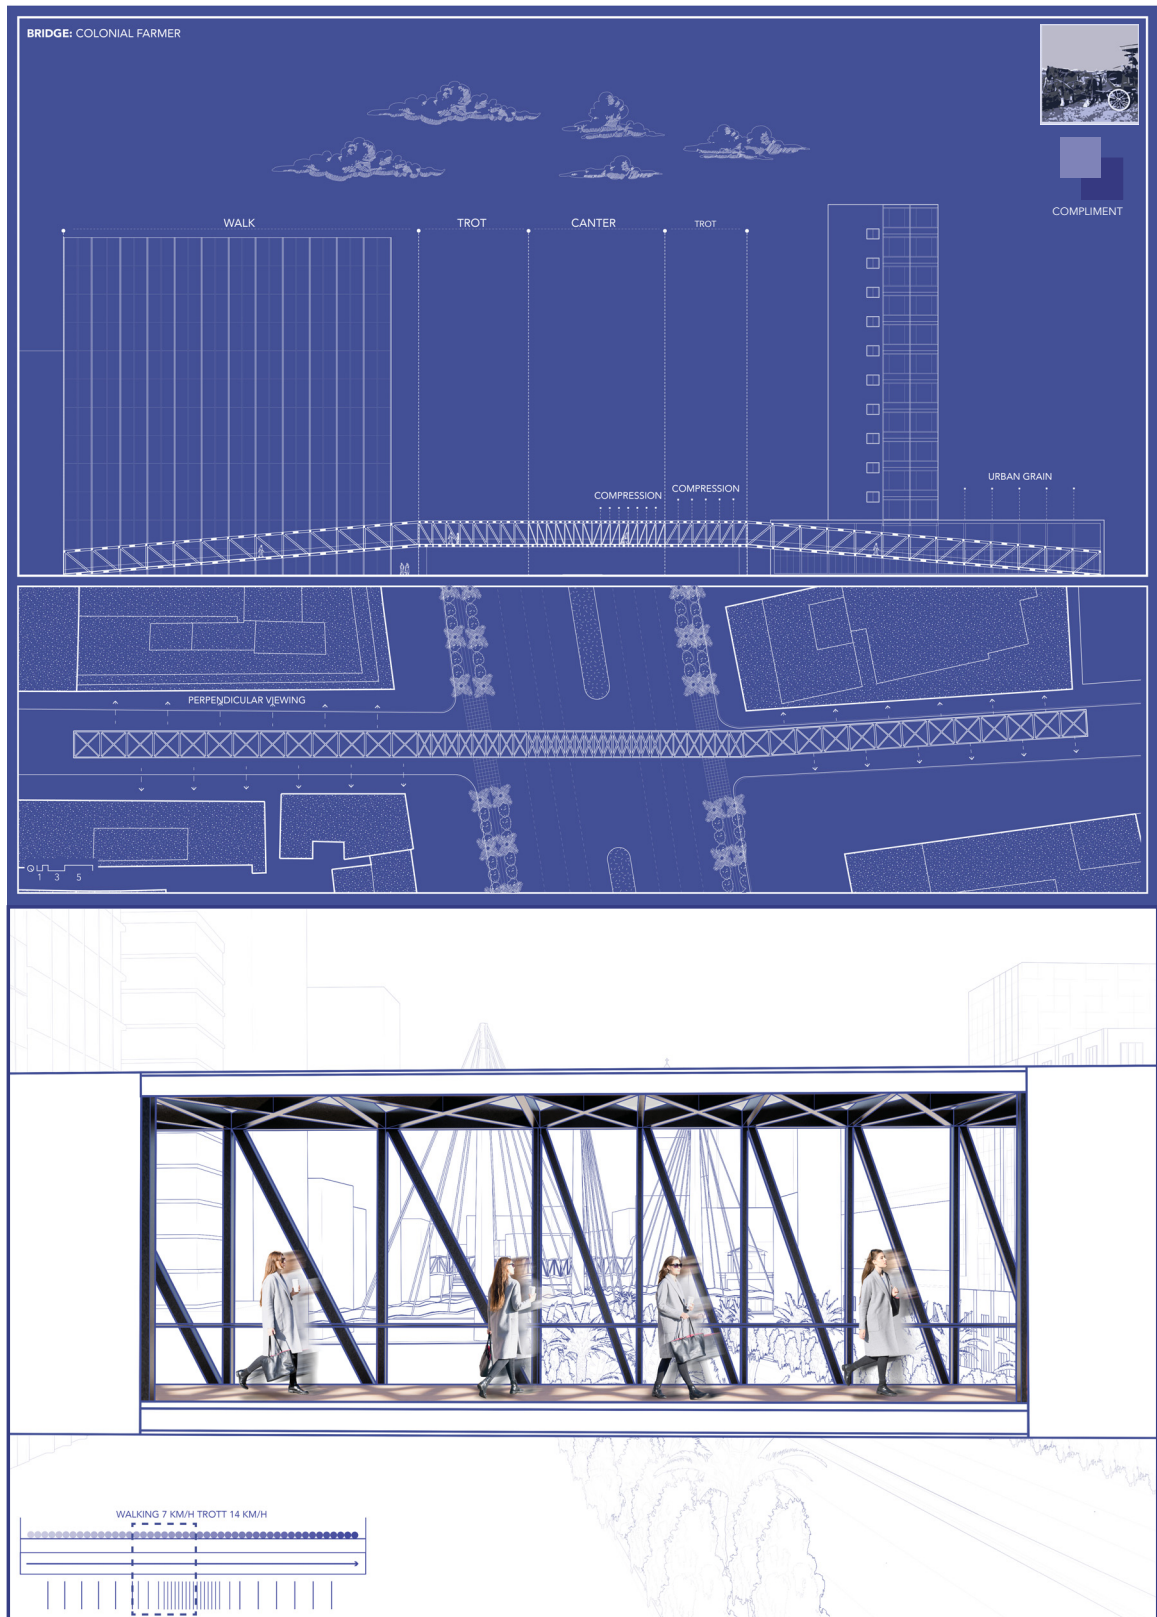 BRIDGE: COLONIAL FARMER
COMPLIMENT
WALK TROT CANTER TROT
URBAN GRAIN
COMPRESSION COMPRESSION
PERPENDICULAR VIEWING
1 3 5
WALKING 7 KM/H TROTT 14 KM/H